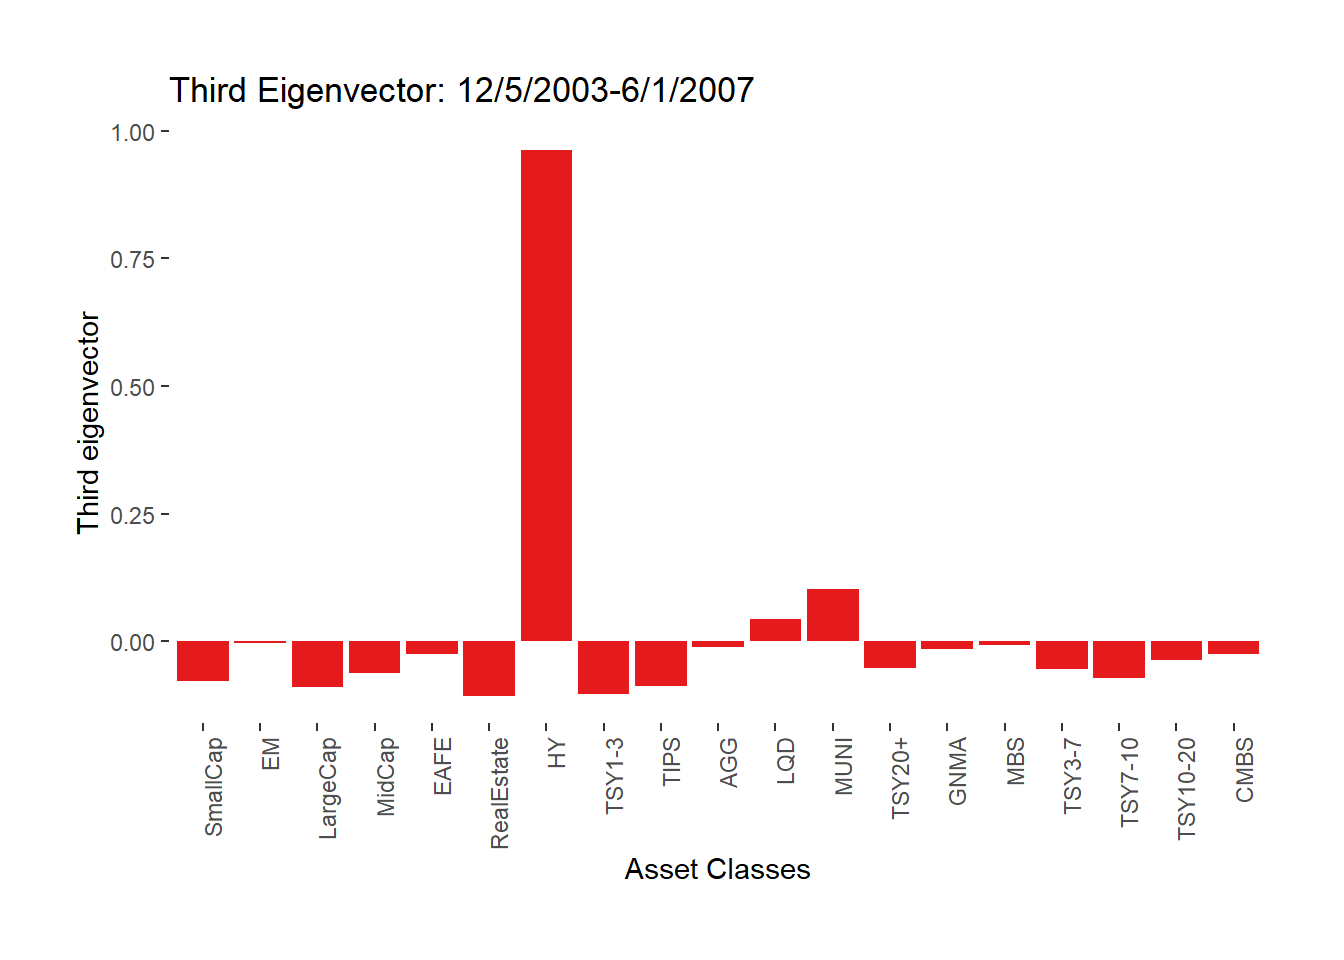 Third Eigenvector: 12/5/2003-6/1/2007
Third eigenvector
1.00
0.75
0.50
0.25
0.00
SmallCap
EM
LargeCap
MidCap
EAFE
RealEstate
HY
TSY1-3
TIPS
AGG
LQD
MUNI
TSY20+
GNMA
MBS
TSY3-7
TSY7-10
TSY10-20
CMBS
Asset Classes